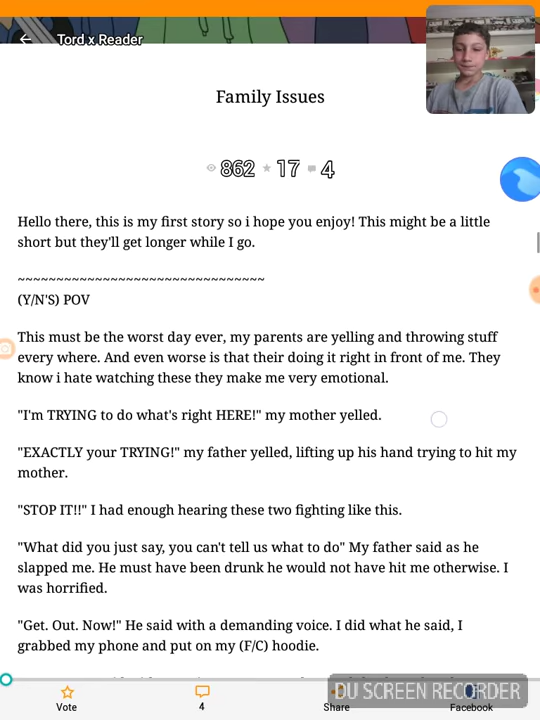 Tord x Reader
Family Issues
862 17 4
Hello there, this is my first story so i hope you enjoy! This might be a little
short but they'll get longer while I go.
~~~~~~~~~~~~~~~~~~~~~~~~~~~~~~~~
(Y/N'S) POV
This must be the worst day ever, my parents are yelling and throwing stuff
every where. And even worse is that their doing it right in front of me. They
know i hate watching these they make me very emotional.
"I'm TRYING to do what's right HERE!" my mother yelled.
"EXACTLY your TRYING!" my father yelled, lifting up his hand trying to hit my
mother.
"STOP IT!!" I had enough hearing these two fighting like this.
"What did you just say, you can't tell us what to do" My father said as he
slapped me. He must have been drunk he would not have hit me otherwise. I
was horrified.
"Get. Out. Now!" He said with a demanding voice. I did what he said, I
grabbed my phone and put on my (F/C) hoodie.
DU SCREEN RECORDER
Vote 4 Share Facebook